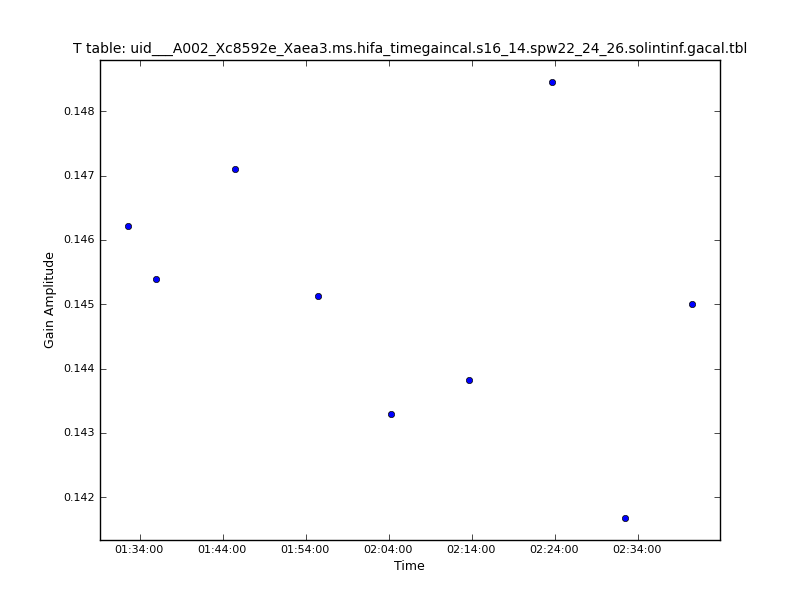 T table: uid___A002_Xc8592e_Xaea3.ms.hifa_timegaincal.s16_14.spw22_24_26.solintinf.gacal.tbl
0.148
0.147
0.146
0.145
0.144
0.143
0.142
Gain Amplitude
01:34:00 01:44:00 01:54:00 02:04:00 02:14:00 02:24:00 02:34:00
Time